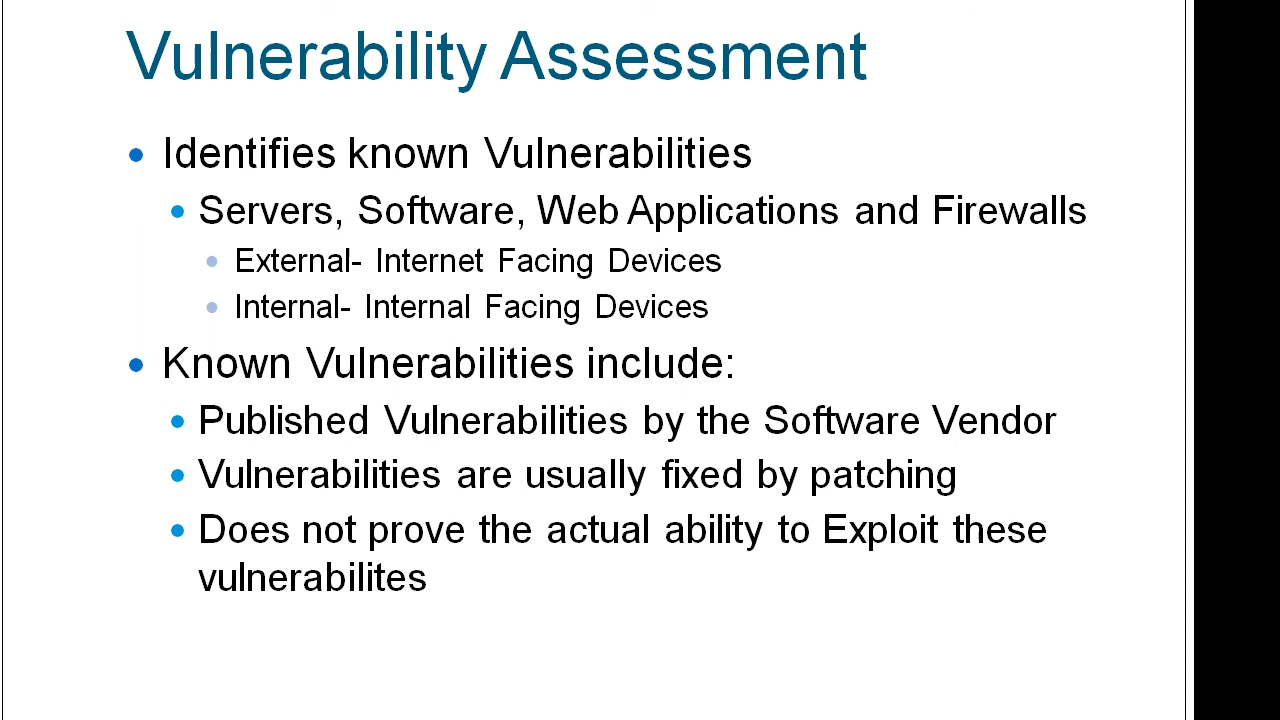 Vulnerability Assessment
Identifies known Vulnerabilities
Servers, Software, Web Applications and Firewalls
External- Internet Facing Devices
Internal- Internal Facing Devices
Known Vulnerabilities include:
Published Vulnerabilities by the Software Vendor
Vulnerabilities are usually fixed by patching
Does not prove the actual ability to Exploit these
vulnerabilites